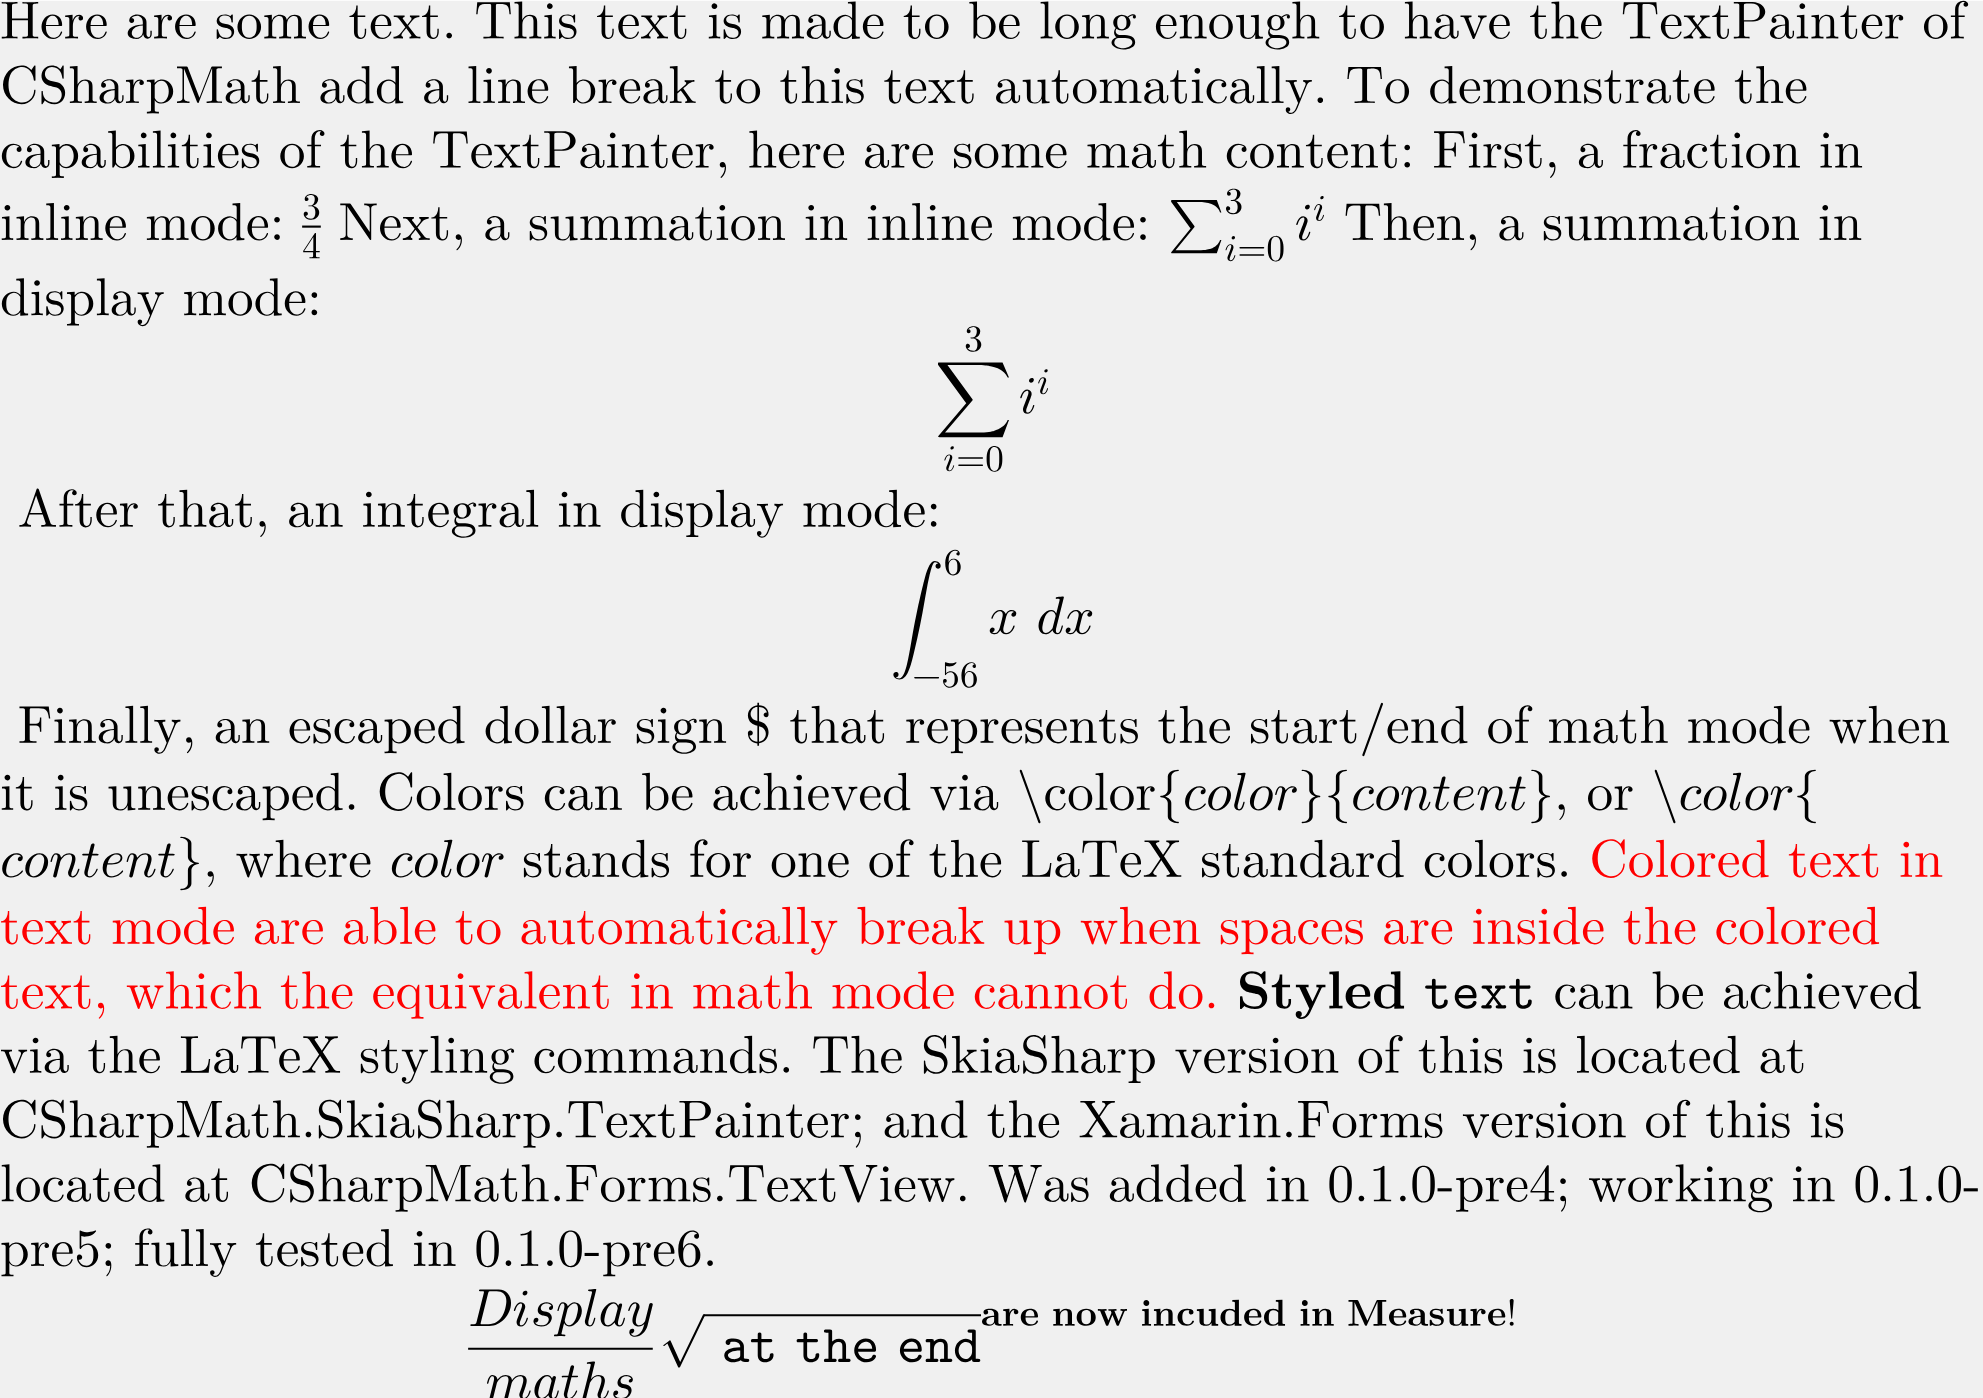 Here are some text. This text is made to be long enough to have the TextPainter of
CSharpMath add a line break to this text automatically. To demonstrate the
capabilities of the TextPainter, here are some math content: First, a fraction in
inline mode: $\frac{3}{4}$ Next, a summation in inline mode: $\sum_{i=0}^{3} i^i$ Then, a summation in
display mode:
$$\sum_{i=0}^{3} i^i$$
After that, an integral in display mode:
$$\int_{-56}^{6} x\ dx$$
Finally, an escaped dollar sign $ that represents the start/end of math mode when
it is unescaped. Colors can be achieved via \color{color}{content}, or \color{
content}, where color stands for one of the LaTeX standard colors. Colored text in
text mode are able to automatically break up when spaces are inside the colored
text, which the equivalent in math mode cannot do. Styled text can be achieved
via the LaTeX styling commands. The SkiaSharp version of this is located at
CSharpMath.SkiaSharp.TextPainter; and the Xamarin.Forms version of this is
located at CSharpMath.Forms.TextView. Was added in 0.1.0-pre4; working in 0.1.0-
pre5; fully tested in 0.1.0-pre6.
$$\frac{Display}{maths} \sqrt{\texttt{at the end}}^{\textbf{are now incuded in Measure!}}$$